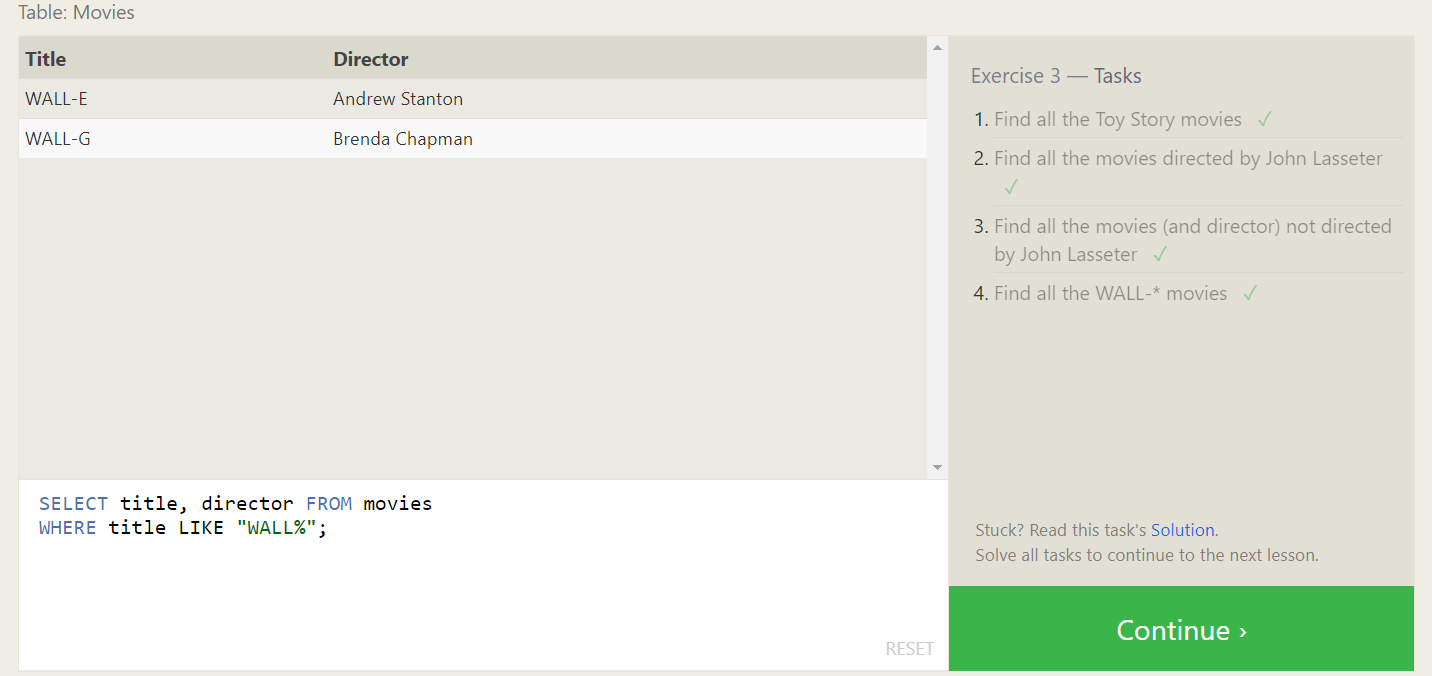 Table: Movies
Title Director
WALL-E Andrew Stanton
WALL-G Brenda Chapman
SELECT title, director FROM movies
WHERE title LIKE "WALL%";
RESET
Exercise 3 — Tasks
1. Find all the Toy Story movies ✓
2. Find all the movies directed by John Lasseter
✓
3. Find all the movies (and director) not directed
by John Lasseter ✓
4. Find all the WALL-* movies ✓
Stuck? Read this task's Solution.
Solve all tasks to continue to the next lesson.
Continue ›